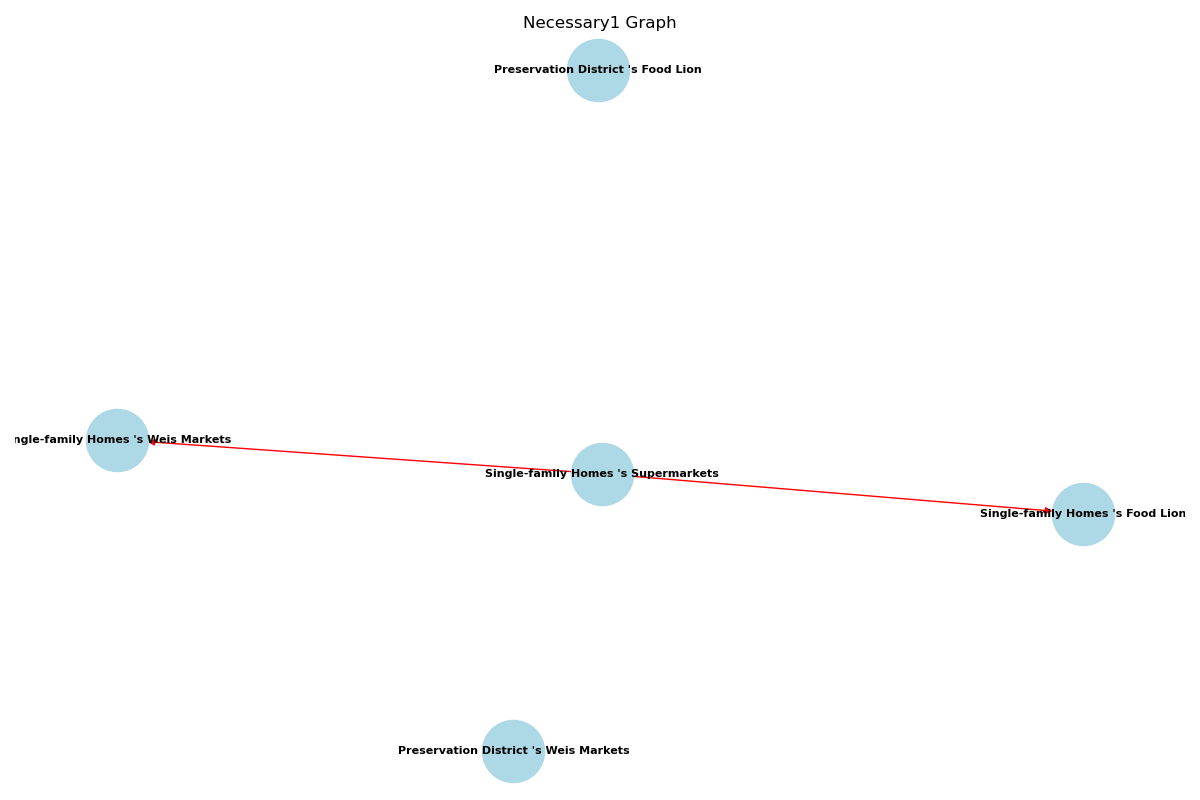 Necessary1 Graph
Preservation District 's Food Lion
ngle-family Homes 's Weis Markets
Single-family Homes 's Supermarkets
Single-family Homes 's Food Lion
Preservation District 's Weis Markets